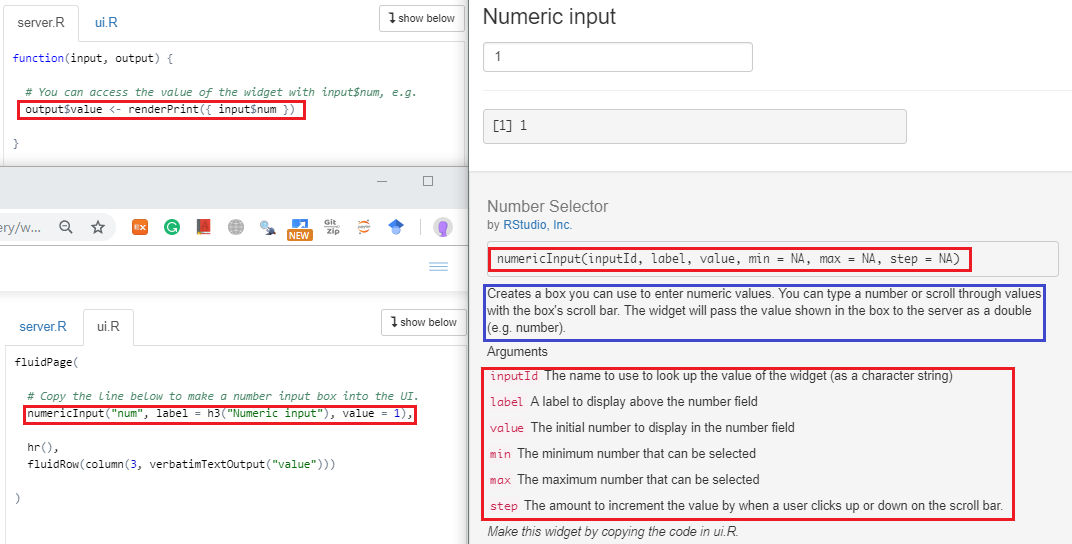 server.R
ui.R
show below
function(input, output) {
# You can access the value of the widget with input$num, e.g.
output$value <- renderPrint({ input$num })
}
ery/w...
EX
NEW
Git
Zip
server.R
ui.R
show below
fluidPage(
# Copy the line below to make a number input box into the UI.
numericInput("num", label = h3("Numeric input"), value = 1),
hr(),
fluidRow(column(3, verbatimTextOutput("value")))
)
Numeric input
1
[1] 1
Number Selector
by RStudio, Inc.
numericInput(inputId, label, value, min = NA, max = NA, step = NA)
Creates a box you can use to enter numeric values. You can type a number or scroll through values
with the box's scroll bar. The widget will pass the value shown in the box to the server as a double
(e.g. number).
Arguments
inputId The name to use to look up the value of the widget (as a character string)
label A label to display above the number field
value The initial number to display in the number field
min The minimum number that can be selected
max The maximum number that can be selected
step The amount to increment the value by when a user clicks up or down on the scroll bar.
Make this widget by copying the code in ui.R.